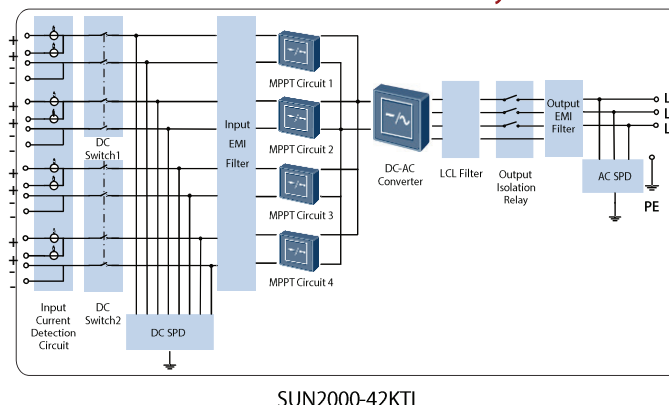 +
+
-
-
+
+
-
-
+
+
-
-
+
+
-
-
Input
Current
Detection
Circuit
DC
Switch1
DC
Switch2
DC SPD
Input
EMI
Filter
MPPT Circuit 1
MPPT Circuit 2
MPPT Circuit 3
MPPT Circuit 4
DC-AC
Converter
LCL Filter
Output
Isolation
Relay
Output
EMI
Filter
AC SPD
L
L
L
PE
SUN2000-42KTL